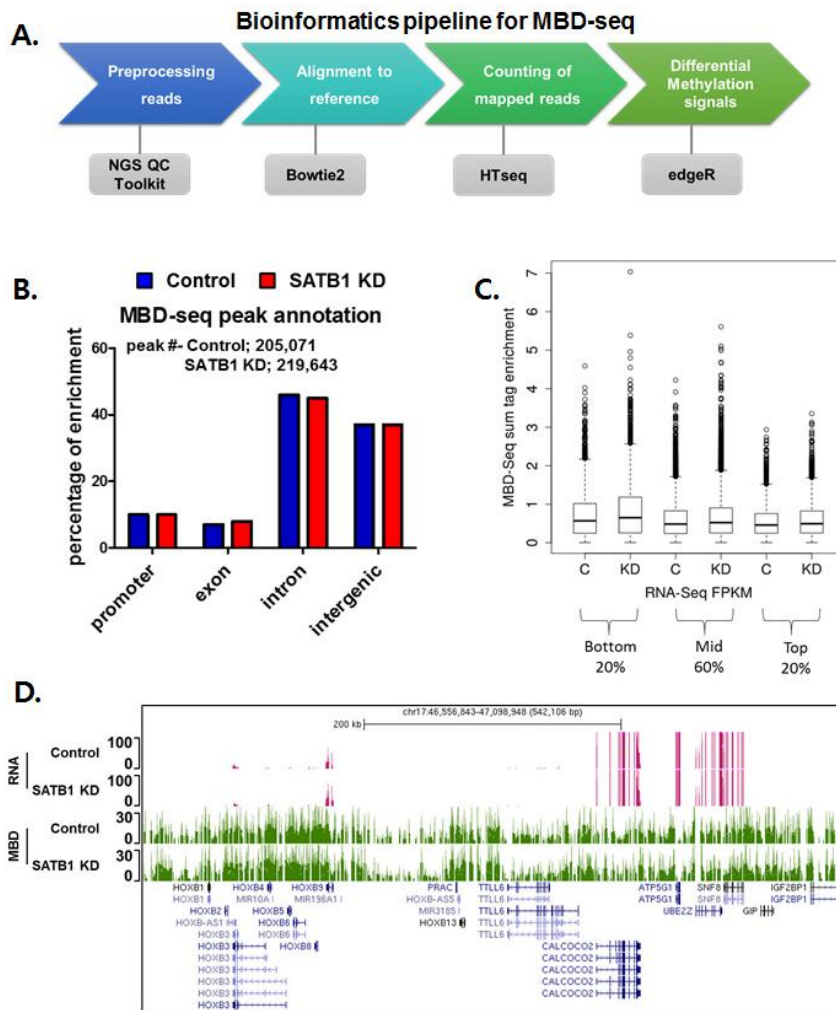 A.
Bioinformatics pipeline for MBD-seq
Preprocessing
reads
Alignment to
reference
Counting of
mapped reads
Differential
Methylation
signals
NGS QC
Toolkit
Bowtie2
HTseq
edgeR
B.
Control
SATB1 KD
MBD-seq peak annotation
peak #- Control; 205,071
SATB1 KD; 219,643
percentage of enrichment
60
40
20
0
promoter
exon
intron
intergenic
C.
MBD-Seq sum tag enrichment
7
6
5
4
3
2
1
0
C KD C KD C KD
RNA-Seq FPKM
Bottom
20%
Mid
60%
Top
20%
D.
chr17:46,556,843-47,098,948 (542,106 bp)
200 kb
RNA
Control
100
0
SATB1 KD
100
0
MBD
Control
30
0
SATB1 KD
30
0
HOXB1 HOXB4 HOXB9 PRAC TTLL6 ATP5G1 SNF8 IGF2BP1
HOXB1 MIR10A MIR196A1 HOXB-AS5 TTLL6 ATP5G1 SNF8 IGF2BP1
HOXB2 HOXB5 MIR3185 TTLL6 UBE2Z GIP
HOXB-AS1 HOXB6 HOXB13 TTLL6
HOXB3 HOXB6 TTLL6
HOXB3 HOXB8 CALCOCO2
HOXB3 CALCOCO2
HOXB3 CALCOCO2
HOXB3 CALCOCO2
HOXB3 CALCOCO2
HOXB3